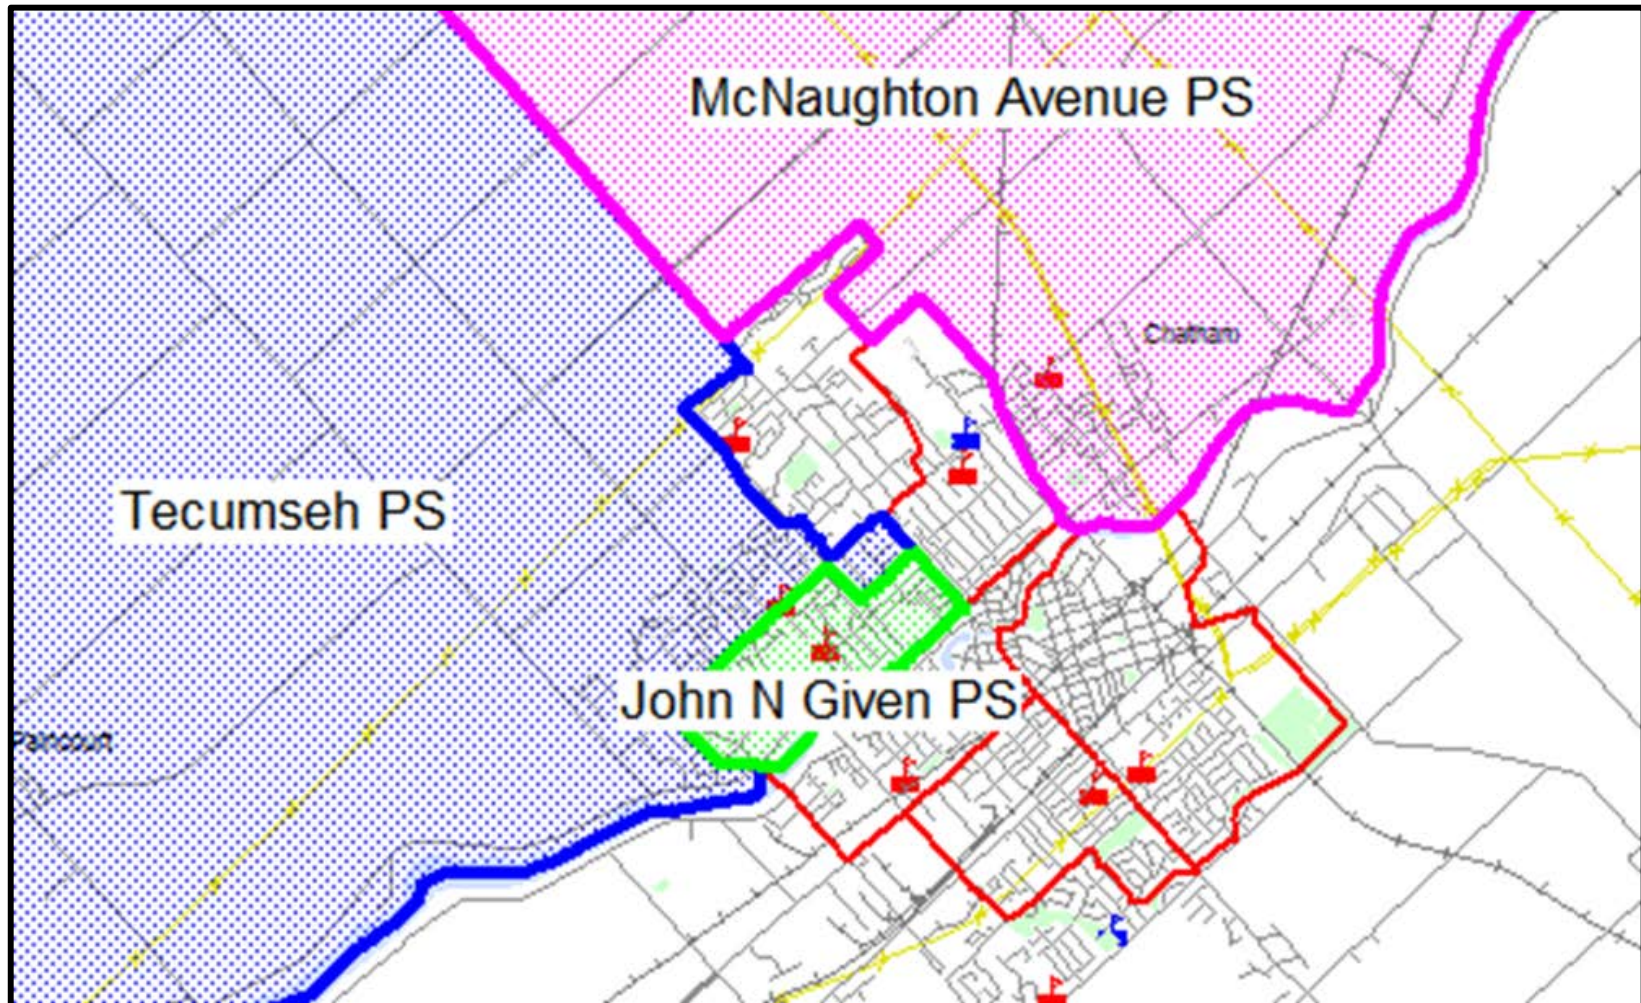 McNaughton Avenue PS
Chatham
Tecumseh PS
John N Given PS
Paincourt